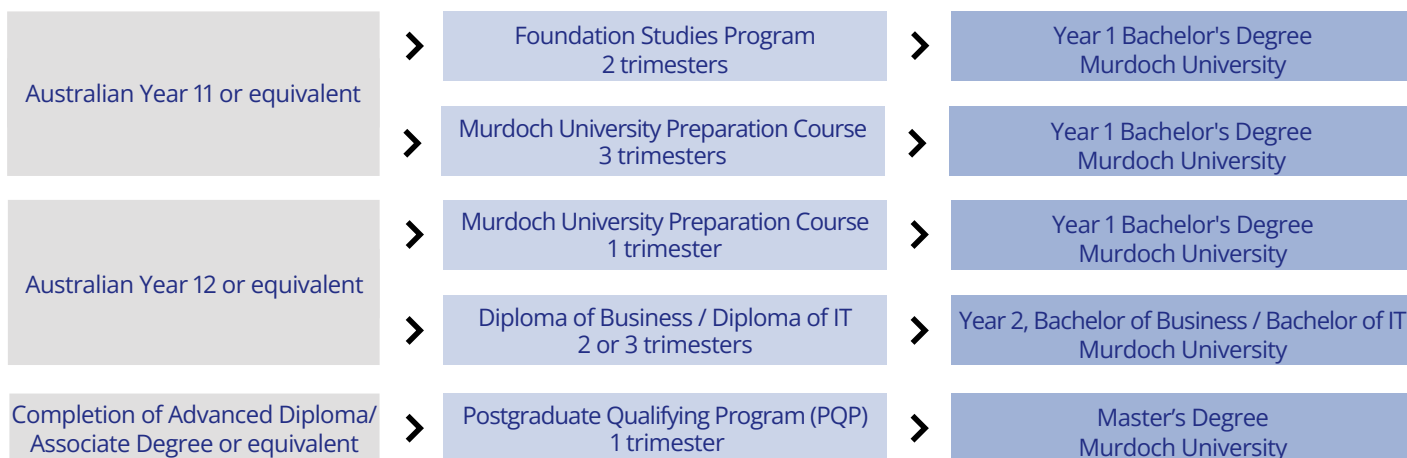 Australian Year 11 or equivalent
Foundation Studies Program
2 trimesters
Year 1 Bachelor's Degree
Murdoch University
Murdoch University Preparation Course
3 trimesters
Year 1 Bachelor's Degree
Murdoch University
Australian Year 12 or equivalent
Murdoch University Preparation Course
1 trimester
Year 1 Bachelor's Degree
Murdoch University
Diploma of Business / Diploma of IT
2 or 3 trimesters
Year 2, Bachelor of Business / Bachelor of IT
Murdoch University
Completion of Advanced Diploma/
Associate Degree or equivalent
Postgraduate Qualifying Program (PQP)
1 trimester
Master’s Degree
Murdoch University